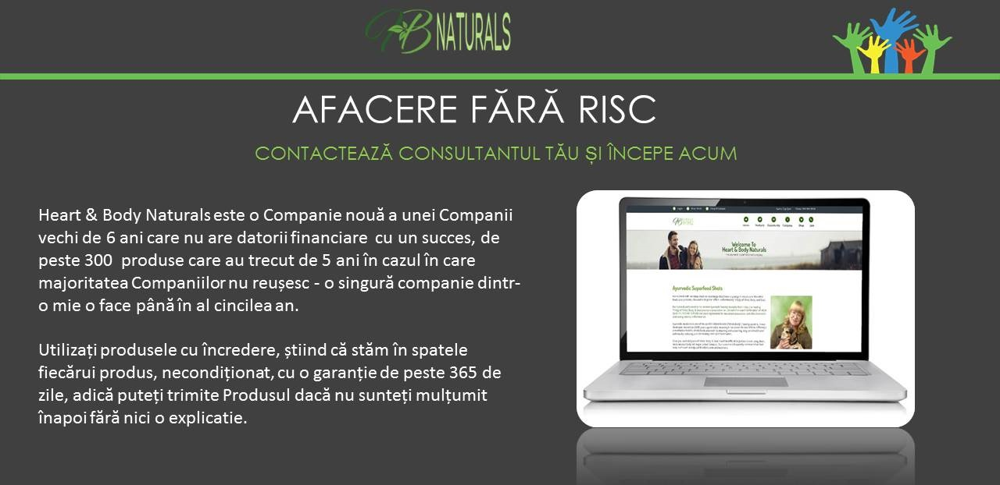 HB NATURALS
AFACERE FĂRĂ RISC
CONTACTEAZĂ CONSULTANTUL TĂU ȘI ÎNCEPE ACUM
Heart & Body Naturals este o Companie nouă a unei Companii
vechi de 6 ani care nu are datorii financiare cu un succes, de
peste 300 produse care au trecut de 5 ani în cazul în care
majoritatea Companiilor nu reușesc - o singură companie dintr-
o mie o face până în al cincilea an.
Utilizați produsele cu încredere, știind că stăm în spatele
fiecărui produs, necondiționat, cu o garanție de peste 365 de
zile, adică puteți trimite Produsul dacă nu sunteți mulțumit
înapoi fără nici o explicatie.
Welcome To
Heart & Body Naturals
Ayurvedic Superfood Shots